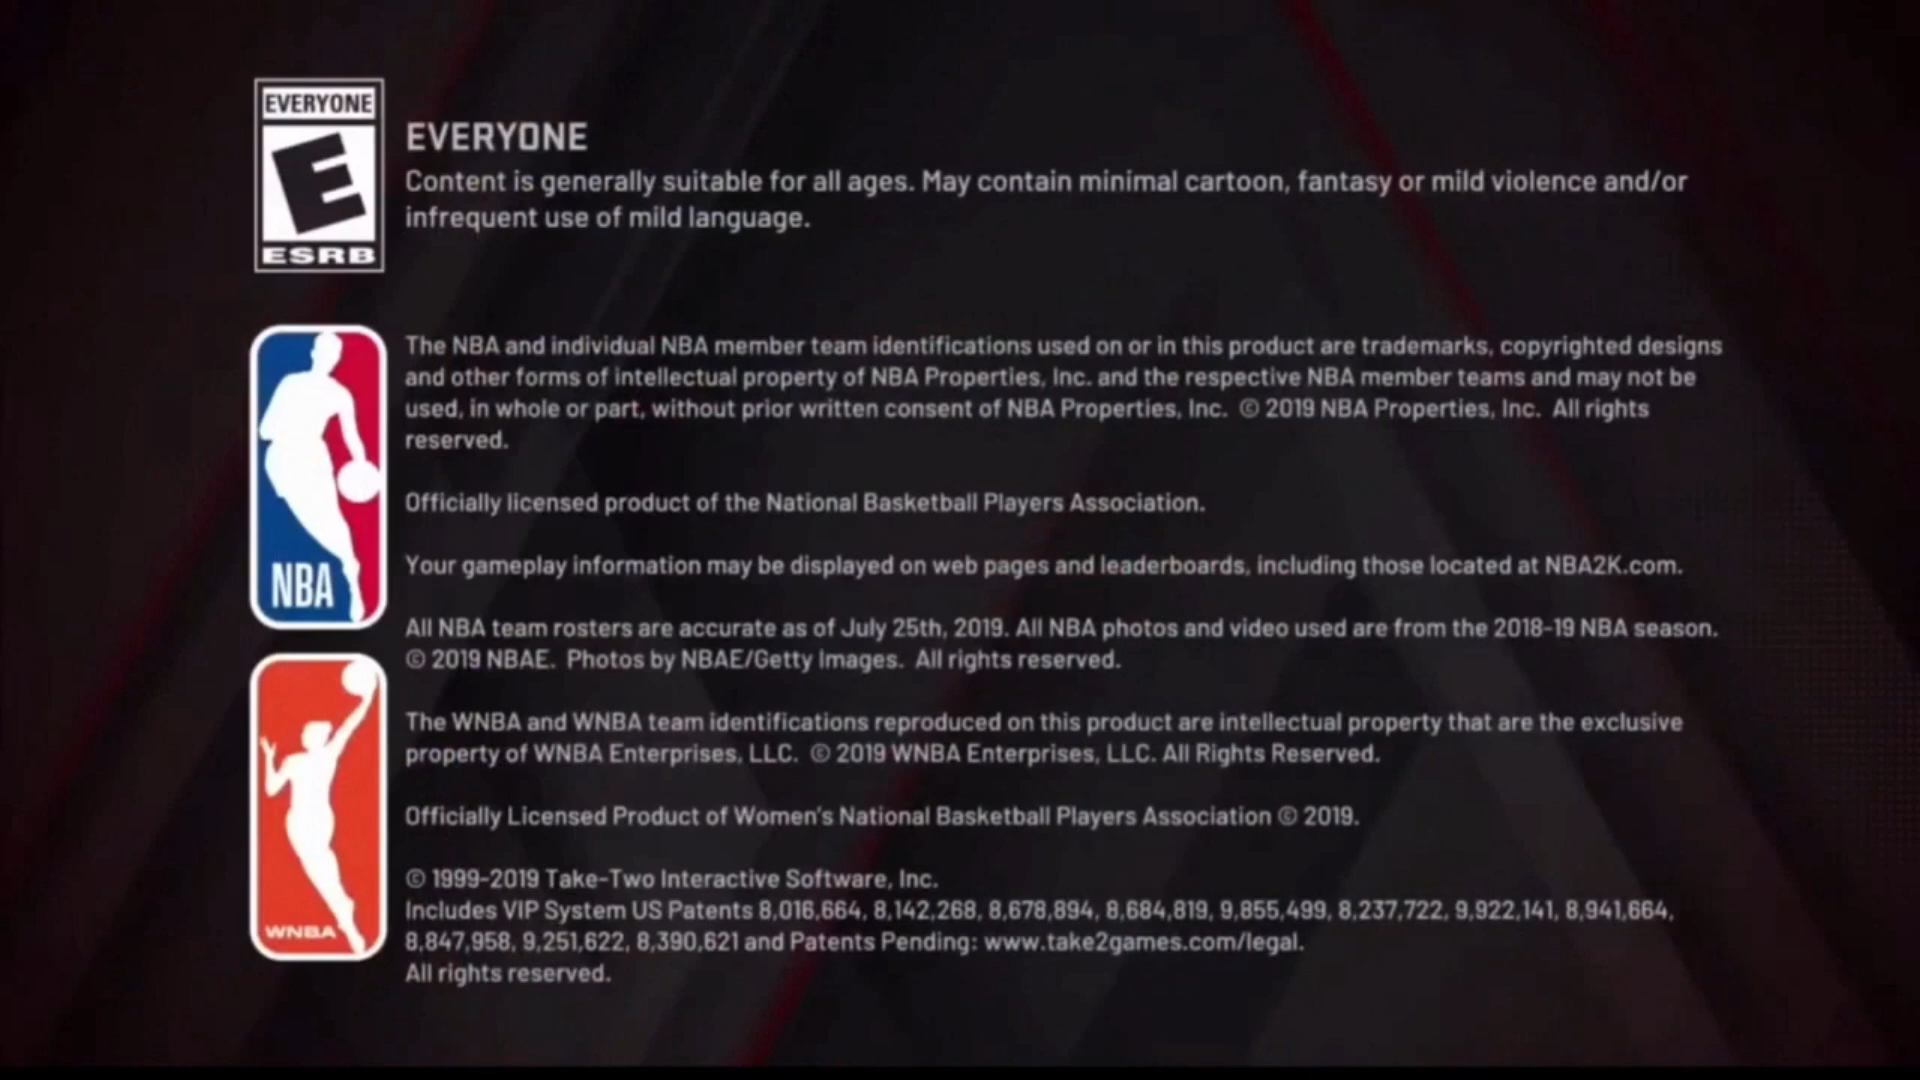 EVERYONE
E
ESRB
EVERYONE
Content is generally suitable for all ages. May contain minimal cartoon, fantasy or mild violence and/or
infrequent use of mild language.
The NBA and individual NBA member team identifications used on or in this product are trademarks, copyrighted designs
and other forms of intellectual property of NBA Properties, Inc. and the respective NBA member teams and may not be
used, in whole or part, without prior written consent of NBA Properties, Inc. © 2019 NBA Properties, Inc. All rights
reserved.
Officially licensed product of the National Basketball Players Association.
Your gameplay information may be displayed on web pages and leaderboards, including those located at NBA2K.com.
NBA
All NBA team rosters are accurate as of July 25th, 2019. All NBA photos and video used are from the 2018-19 NBA season.
© 2019 NBAE. Photos by NBAE/Getty Images. All rights reserved.
The WNBA and WNBA team identifications reproduced on this product are intellectual property that are the exclusive
property of WNBA Enterprises, LLC. © 2019 WNBA Enterprises, LLC. All Rights Reserved.
Officially Licensed Product of Women's National Basketball Players Association © 2019.
© 1999-2019 Take-Two Interactive Software, Inc.
Includes VIP System US Patents 8,016,664, 8,142,268, 8,678,894, 8,684,819, 9,855,499, 8,237,722, 9,922,141, 8,941,664,
WNBA
8,847,958, 9,251,622, 8,390,621 and Patents Pending: www.take2games.com/legal.
All rights reserved.